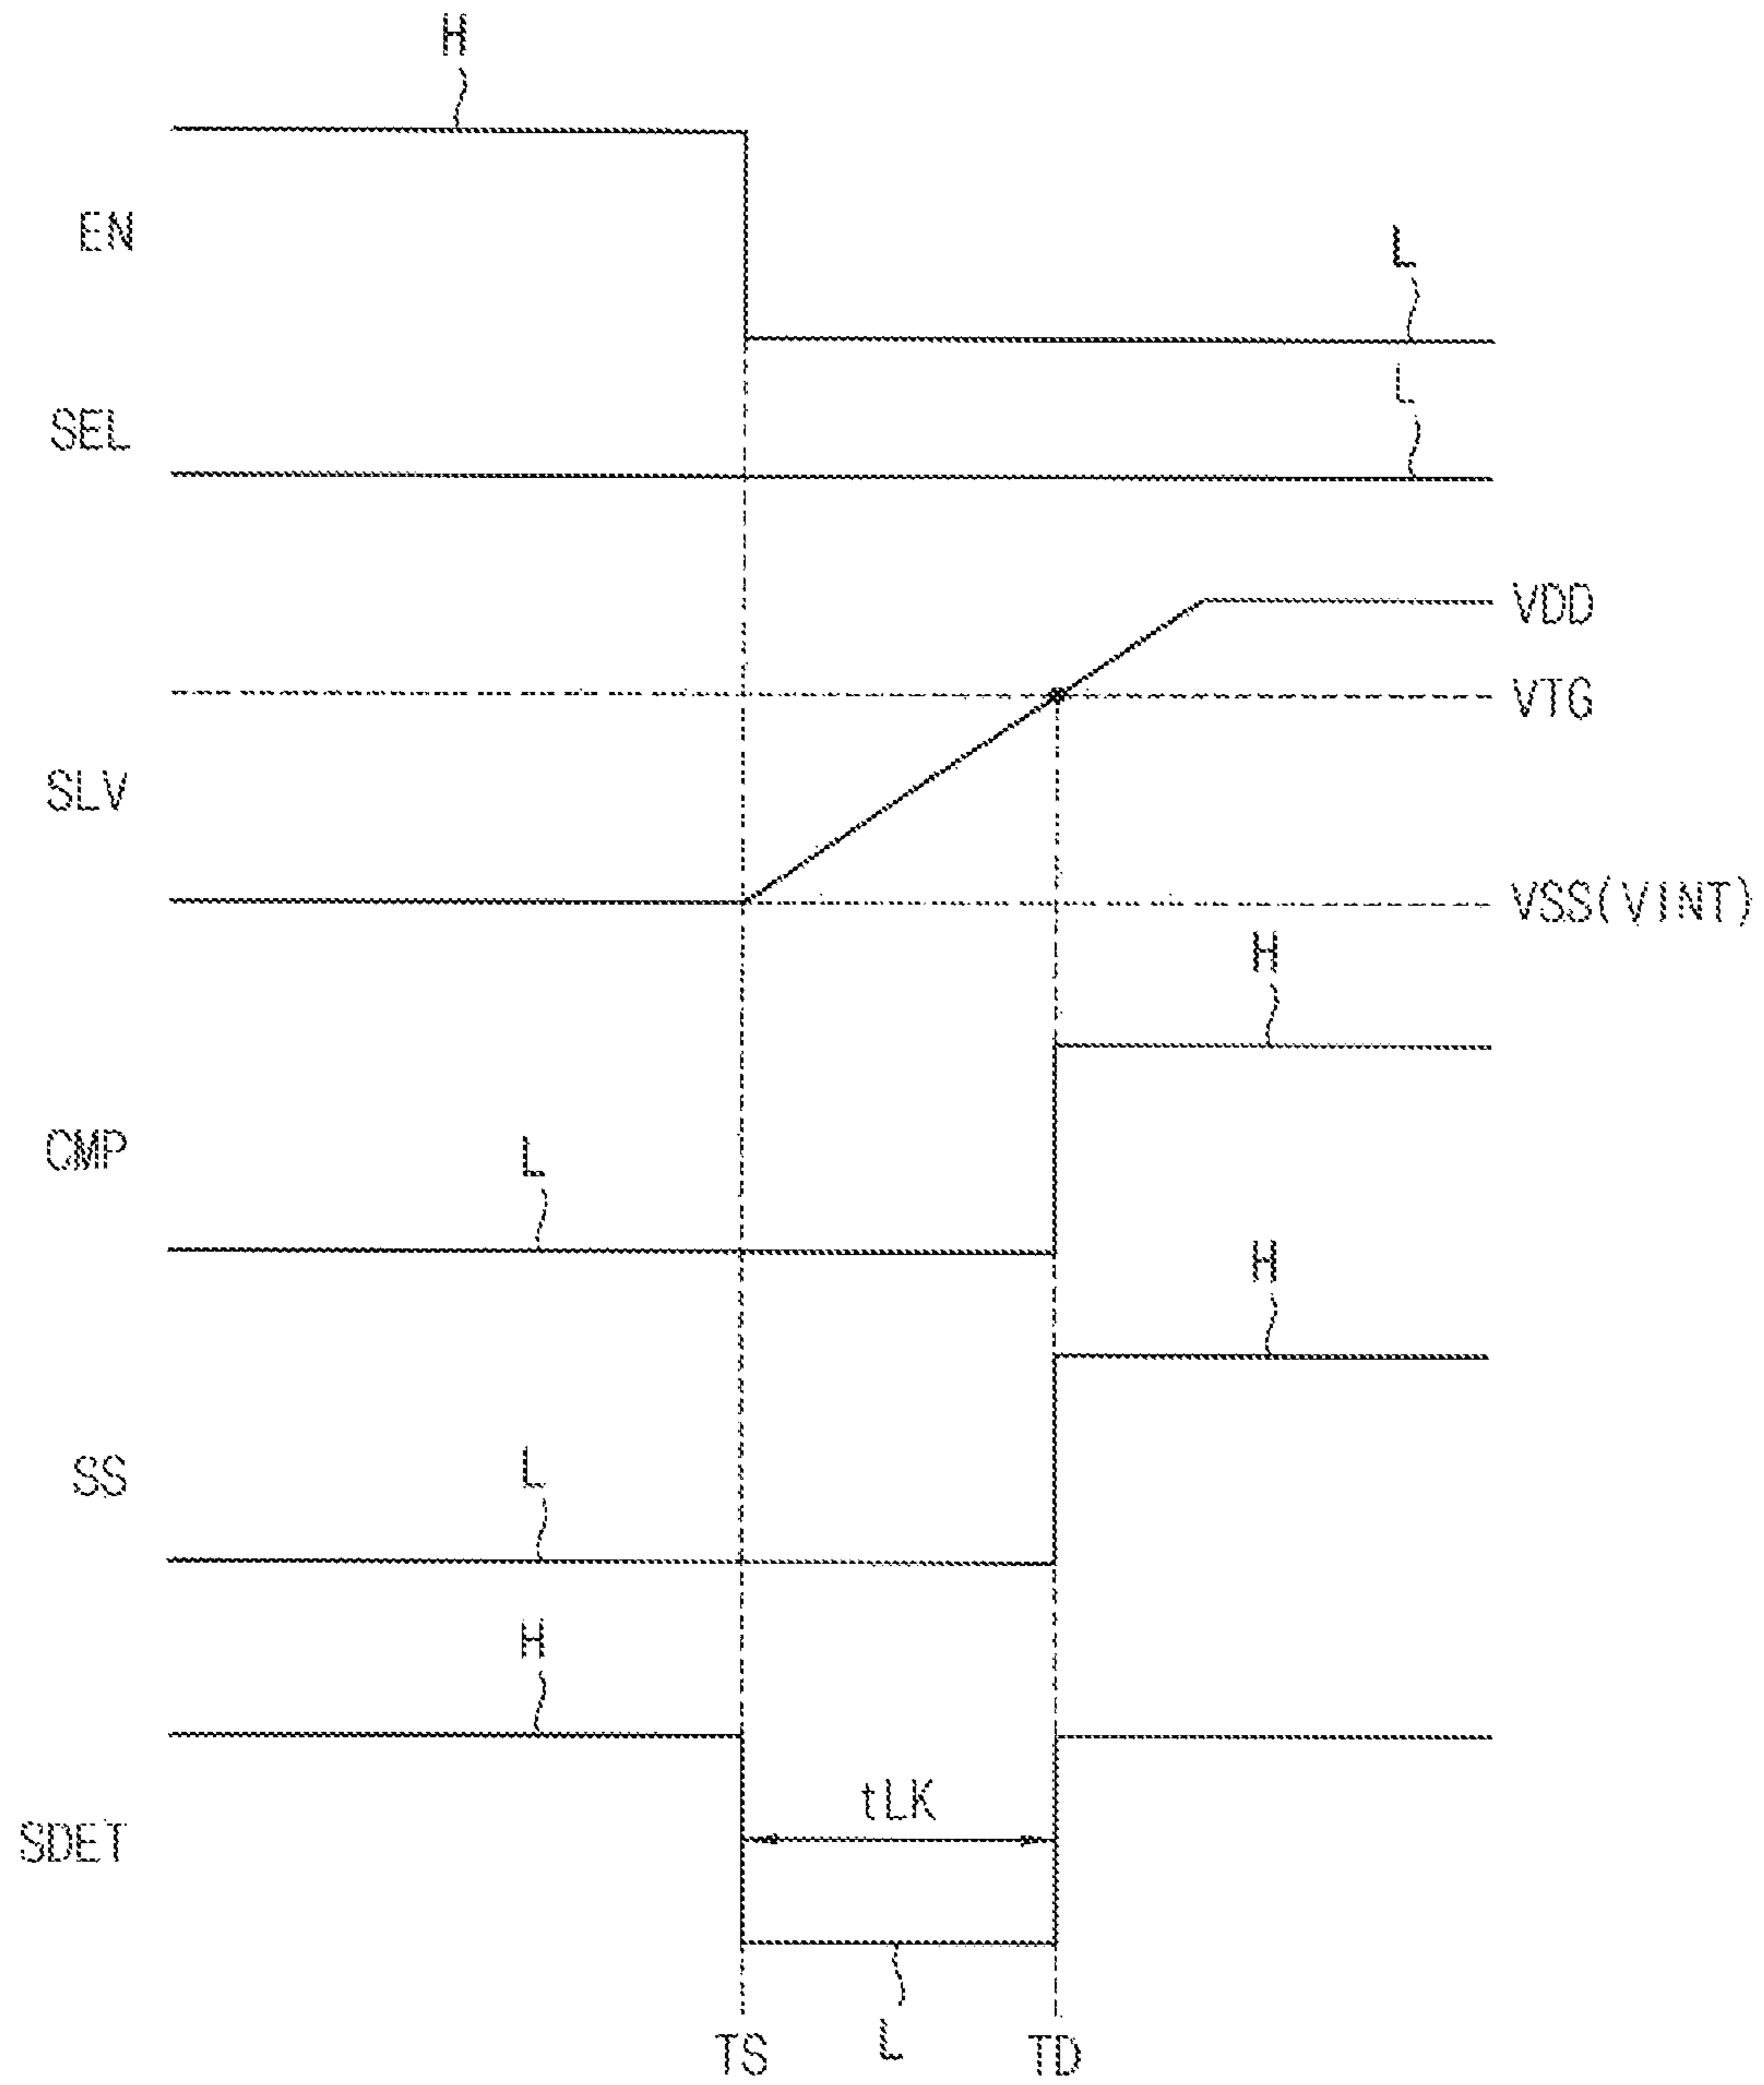 H
EN
L
SEL
L
VDD
VTG
SLV
VSS(VINT)
H
CMP
L
H
SS
L
H
tLK
SDET
TS
L
TD